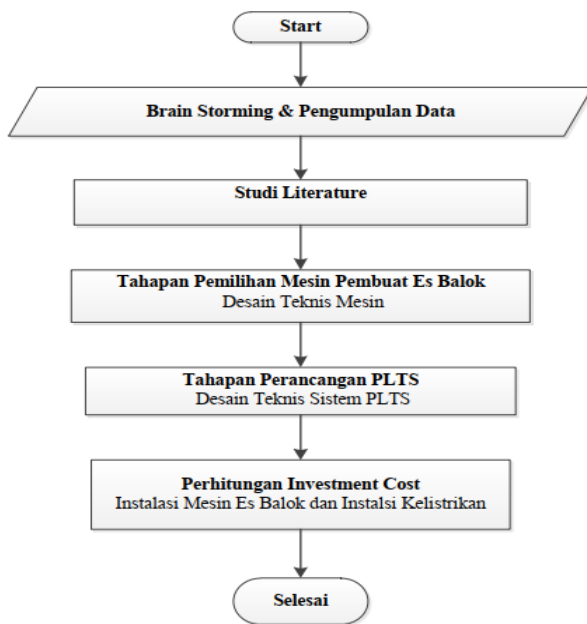 Start
Brain Storming & Pengumpulan Data
Studi Literature
Tahapan Pemilihan Mesin Pembuat Es Balok
Desain Teknis Mesin
Tahapan Perancangan PLTS
Desain Teknis Sistem PLTS
Perhitungan Investment Cost
Instalasi Mesin Es Balok dan Instalsi Kelistrikan
Selesai